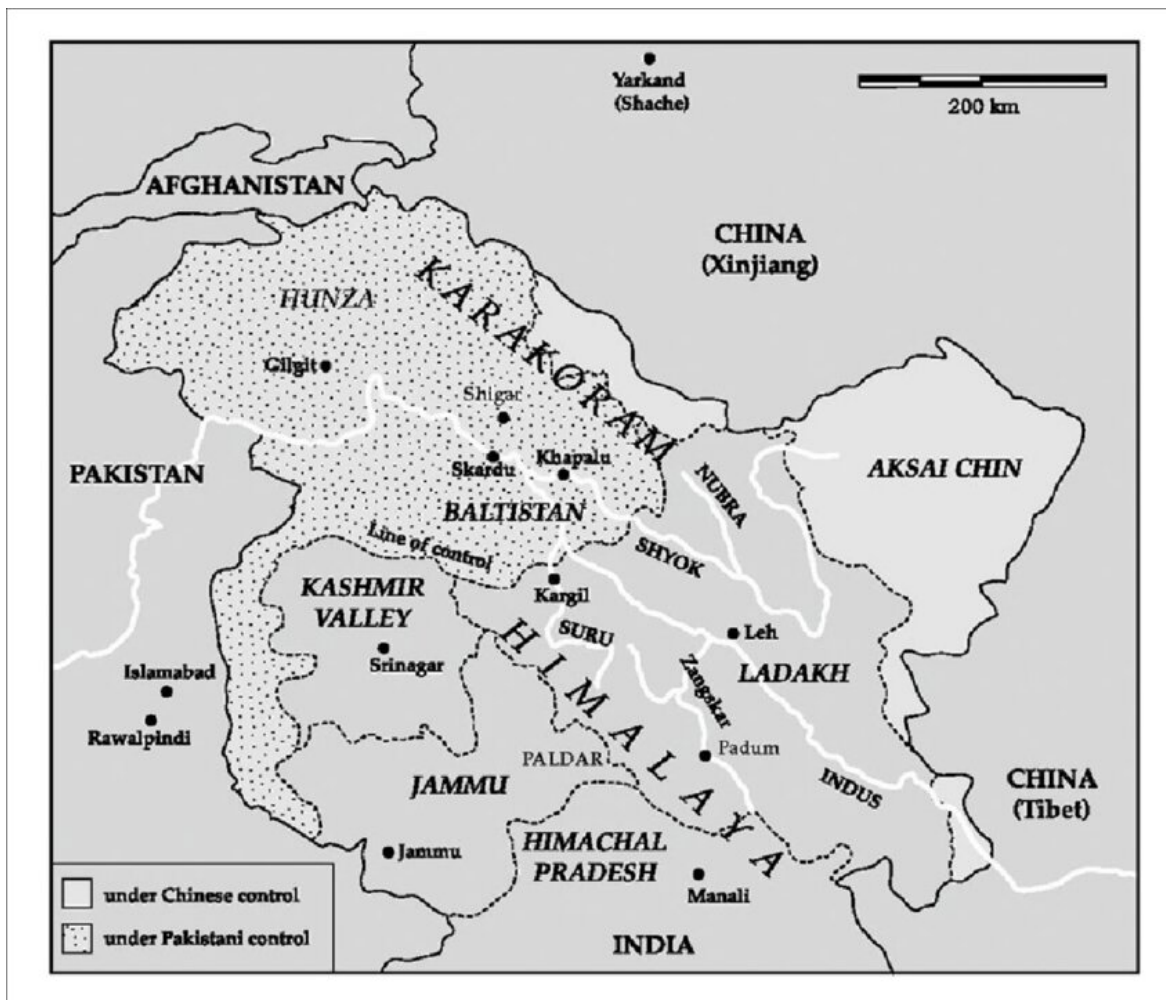 Yarkand
(Shache)
200 km
AFGHANISTAN
CHINA
(Xinjiang)
KARAKORAM
HUNZA
Gilgit
Shigar
Skardu
Khapalu
PAKISTAN
NUBRA
AKSAI CHIN
BALTISTAN
Line of control
SHYOK
KASHMIR
VALLEY
Kargil
SURU
Leh
Srinagar
HIMALAYA
Zangskar
LADAKH
Islamabad
Rawalpindi
PALDAR
Padum
JAMMU
INDUS
CHINA
(Tibet)
HIMACHAL
PRADESH
Jammu
Manali
INDIA
under Chinese control
under Pakistani control